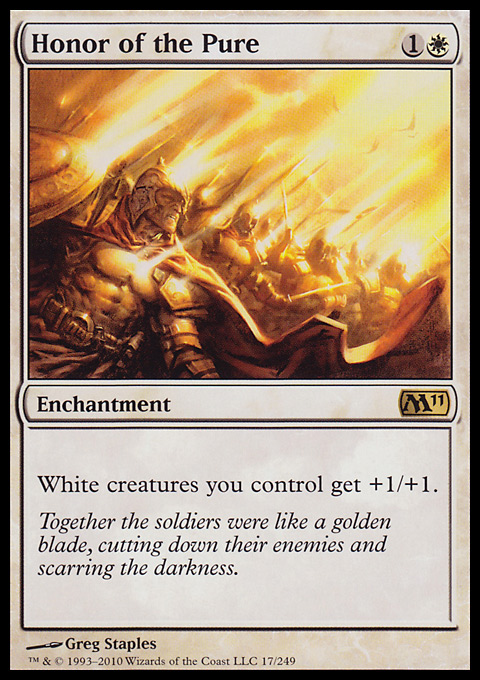 Honor of the Pure 1
Enchantment M11
White creatures you control get +1/+1.
Together the soldiers were like a golden
blade, cutting down their enemies and
scarring the darkness.
Greg Staples
™ & © 1993–2010 Wizards of the Coast LLC 17/249